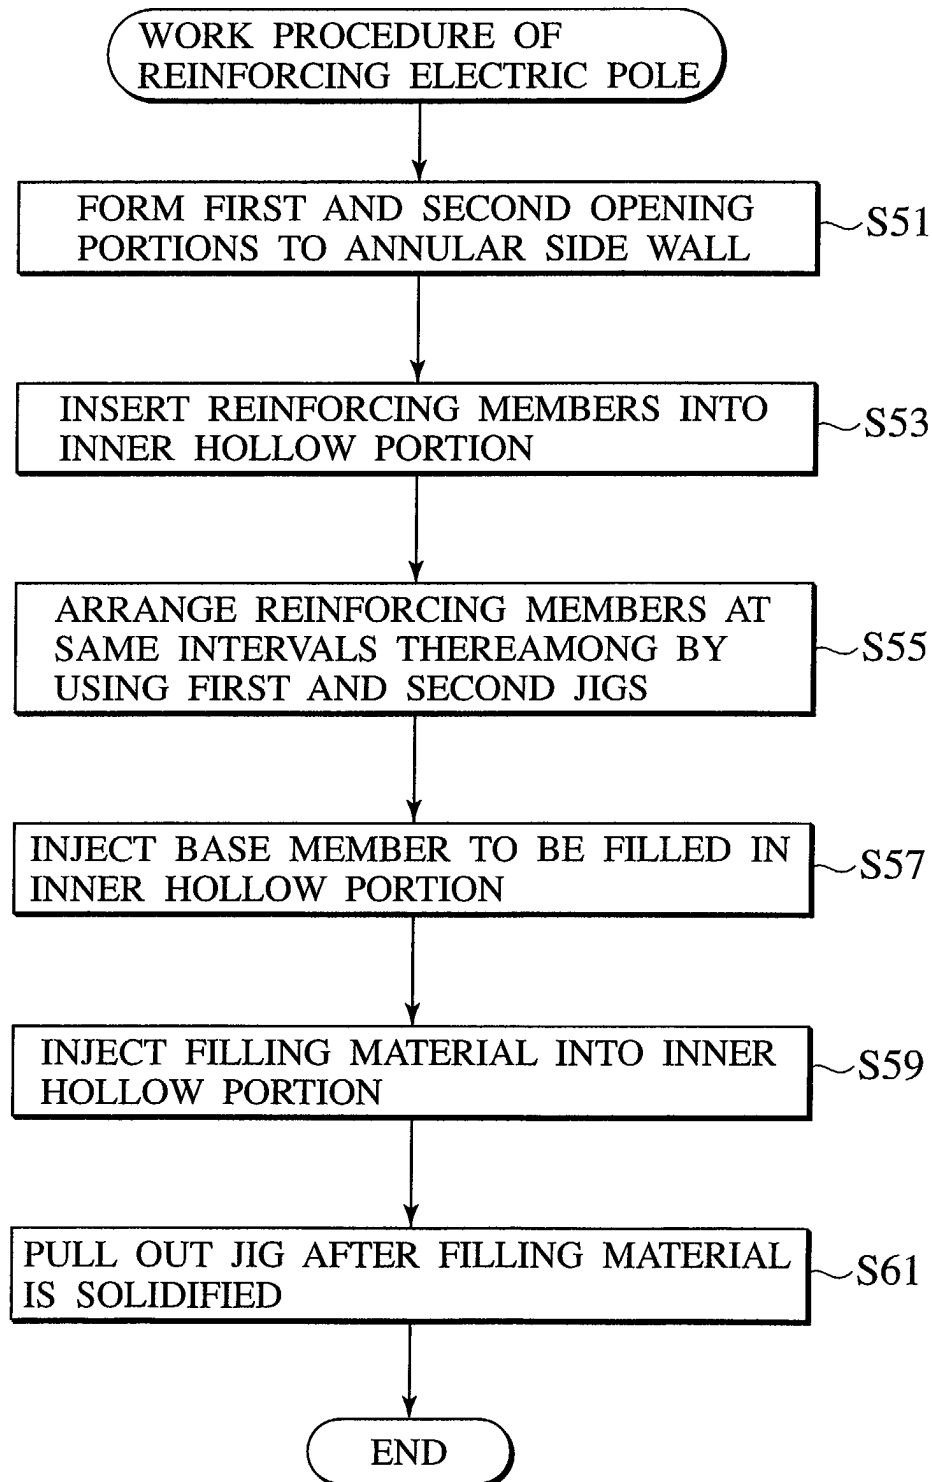 WORK PROCEDURE OF
REINFORCING ELECTRIC POLE
FORM FIRST AND SECOND OPENING
PORTIONS TO ANNULAR SIDE WALL
S51
INSERT REINFORCING MEMBERS INTO
INNER HOLLOW PORTION
S53
ARRANGE REINFORCING MEMBERS AT
SAME INTERVALS THEREAMONG BY
USING FIRST AND SECOND JIGS
S55
INJECT BASE MEMBER TO BE FILLED IN
INNER HOLLOW PORTION
S57
INJECT FILLING MATERIAL INTO INNER
HOLLOW PORTION
S59
PULL OUT JIG AFTER FILLING MATERIAL
IS SOLIDIFIED
S61
END